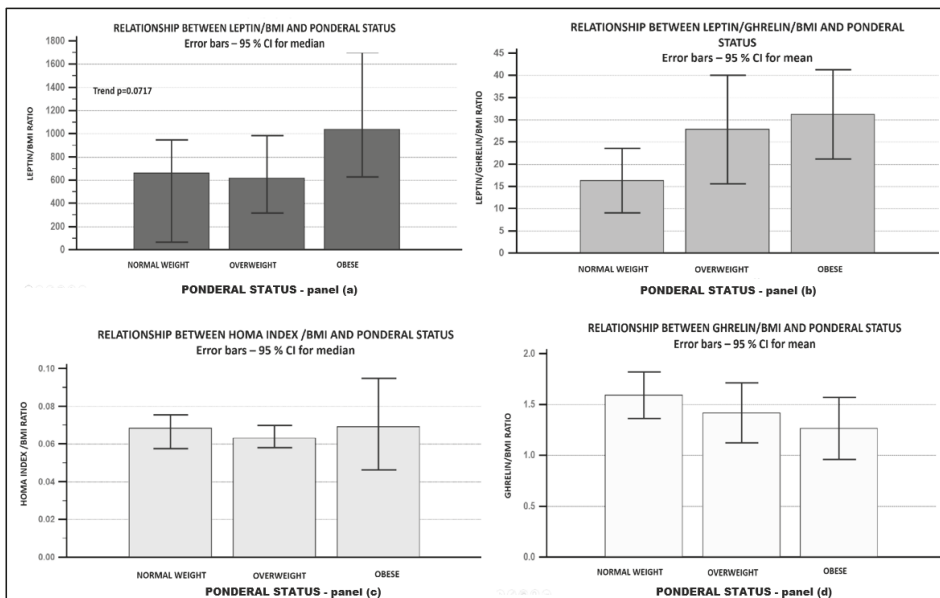 RELATIONSHIP BETWEEN LEPTIN/BMI AND PONDERAL STATUS
Error bars – 95 % CI for median
1800
1600
1400
1200
1000
800
600
400
200
0
Trend p=0.0717
LEPTIN/BMI RATIO
NORMAL WEIGHT
OVERWEIGHT
OBESE
PONDERAL STATUS - panel (a)
RELATIONSHIP BETWEEN LEPTIN/GHRELIN/BMI AND PONDERAL
STATUS
Error bars – 95 % CI for mean
45
40
35
30
25
20
15
10
5
0
LEPTIN/GHRELIN/BMI RATIO
NORMAL WEIGHT
OVERWEIGHT
OBESE
PONDERAL STATUS - panel (b)
RELATIONSHIP BETWEEN HOMA INDEX /BMI AND PONDERAL STATUS
Error bars – 95 % CI for median
0.10
0.08
0.06
0.04
0.02
0.00
HOMA INDEX /BMI RATIO
NORMAL WEIGHT
OVERWEIGHT
OBESE
PONDERAL STATUS - panel (c)
RELATIONSHIP BETWEEN GHRELIN/BMI AND PONDERAL STATUS
Error bars – 95 % CI for mean
2.0
1.5
1.0
0.5
0.0
GHRELIN/BMI RATIO
NORMAL WEIGHT
OVERWEIGHT
OBESE
PONDERAL STATUS - panel (d)